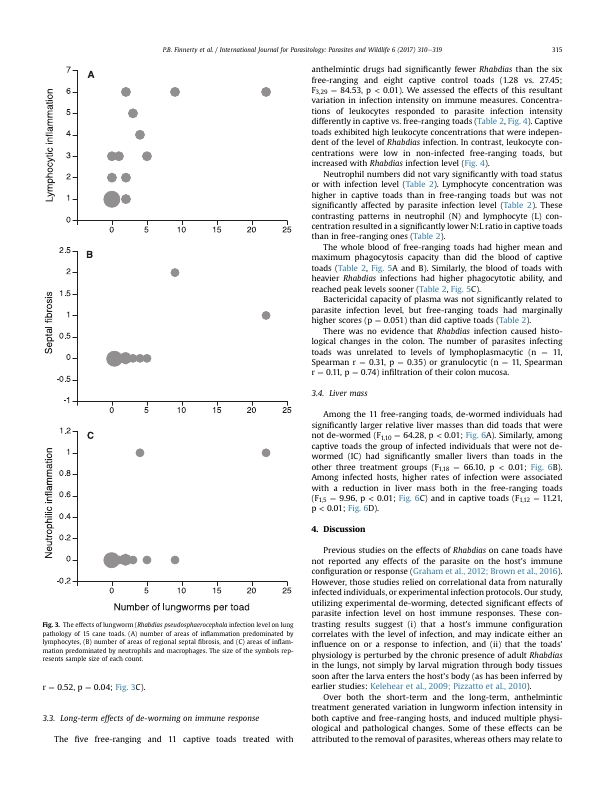 P.B. Finnerty et al. / International Journal for Parasitology: Parasites and Wildlife 6 (2017) 310–319
315
A
Lymphocytic inflammation
7
6
5
4
3
2
1
0
0 5 10 15 20 25
B
Septal fibrosis
2.5
2
1.5
1
0.5
0
-0.5
-1
0 5 10 15 20 25
C
Neutrophilic inflammation
1.2
1
0.8
0.6
0.4
0.2
0
-0.2
0 5 10 15 20 25
Number of lungworms per toad
Fig. 3. The effects of lungworm (Rhabdias pseudosphaerocephala infection level on lung
pathology of 15 cane toads. (A) number of areas of inflammation predominated by
lymphocytes, (B) number of areas of regional septal fibrosis, and (C) areas of inflam-
mation predominated by neutrophils and macrophages. The size of the symbols rep-
resents sample size of each count.
r = 0.52, p = 0.04; Fig. 3C).
3.3. Long-term effects of de-worming on immune response
The five free-ranging and 11 captive toads treated with
anthelmintic drugs had significantly fewer Rhabdias than the six
free-ranging and eight captive control toads (1.28 vs. 27.45;
F3,29 = 84.53, p < 0.01). We assessed the effects of this resultant
variation in infection intensity on immune measures. Concentra-
tions of leukocytes responded to parasite infection intensity
differently in captive vs. free-ranging toads (Table 2, Fig. 4). Captive
toads exhibited high leukocyte concentrations that were indepen-
dent of the level of Rhabdias infection. In contrast, leukocyte con-
centrations were low in non-infected free-ranging toads, but
increased with Rhabdias infection level (Fig. 4).
Neutrophil numbers did not vary significantly with toad status
or with infection level (Table 2). Lymphocyte concentration was
higher in captive toads than in free-ranging toads but was not
significantly affected by parasite infection level (Table 2). These
contrasting patterns in neutrophil (N) and lymphocyte (L) con-
centration resulted in a significantly lower N:L ratio in captive toads
than in free-ranging ones (Table 2).
The whole blood of free-ranging toads had higher mean and
maximum phagocytosis capacity than did the blood of captive
toads (Table 2, Fig. 5A and B). Similarly, the blood of toads with
heavier Rhabdias infections had higher phagocytotic ability, and
reached peak levels sooner (Table 2, Fig. 5C).
Bactericidal capacity of plasma was not significantly related to
parasite infection level, but free-ranging toads had marginally
higher scores (p = 0.051) than did captive toads (Table 2).
There was no evidence that Rhabdias infection caused histo-
logical changes in the colon. The number of parasites infecting
toads was unrelated to levels of lymphoplasmacytic (n = 11,
Spearman r = 0.31, p = 0.35) or granulocytic (n = 11, Spearman
r = 0.11, p = 0.74) infiltration of their colon mucosa.
3.4. Liver mass
Among the 11 free-ranging toads, de-wormed individuals had
significantly larger relative liver masses than did toads that were
not de-wormed (F1,10 = 64.28, p < 0.01; Fig. 6A). Similarly, among
captive toads the group of infected individuals that were not de-
wormed (IC) had significantly smaller livers than toads in the
other three treatment groups (F1,18 = 66.10, p < 0.01; Fig. 6B).
Among infected hosts, higher rates of infection were associated
with a reduction in liver mass both in the free-ranging toads
(F1,5 = 9.96, p < 0.01; Fig. 6C) and in captive toads (F1,12 = 11.21,
p < 0.01; Fig. 6D).
4. Discussion
Previous studies on the effects of Rhabdias on cane toads have
not reported any effects of the parasite on the host's immune
configuration or response (Graham et al., 2012; Brown et al., 2016).
However, those studies relied on correlational data from naturally
infected individuals, or experimental infection protocols. Our study,
utilizing experimental de-worming, detected significant effects of
parasite infection level on host immune responses. These con-
trasting results suggest (i) that a host's immune configuration
correlates with the level of infection, and may indicate either an
influence on or a response to infection, and (ii) that the toads'
physiology is perturbed by the chronic presence of adult Rhabdias
in the lungs, not simply by larval migration through body tissues
soon after the larva enters the host's body (as has been inferred by
earlier studies: Kelehear et al., 2009; Pizzatto et al., 2010).
Over both the short-term and the long-term, anthelmintic
treatment generated variation in lungworm infection intensity in
both captive and free-ranging hosts, and induced multiple physi-
ological and pathological changes. Some of these effects can be
attributed to the removal of parasites, whereas others may relate to